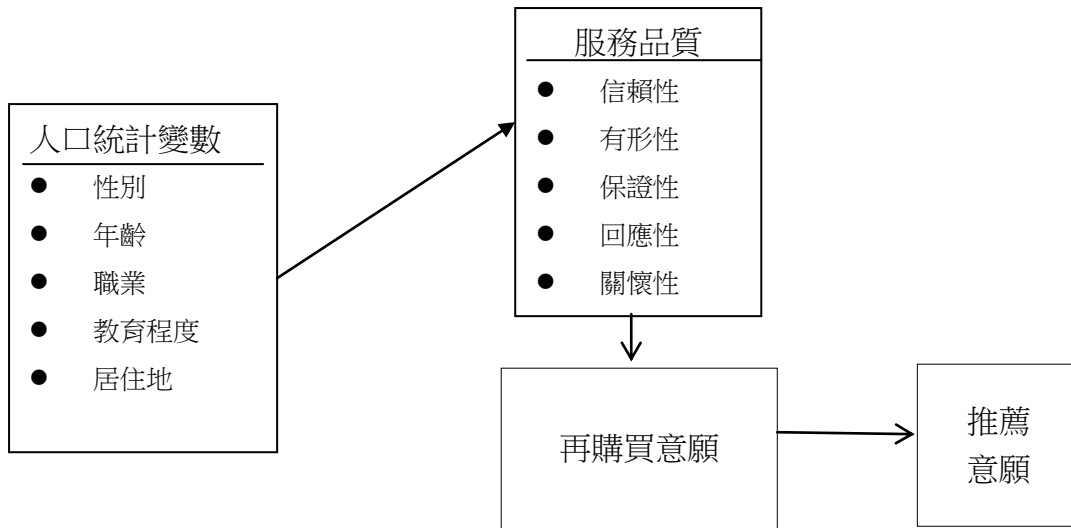 人口統計變數
● 性別
● 年齡
● 職業
● 教育程度
● 居住地
服務品質
● 信賴性
● 有形性
● 保證性
● 回應性
● 關懷性
再購買意願
推薦
意願